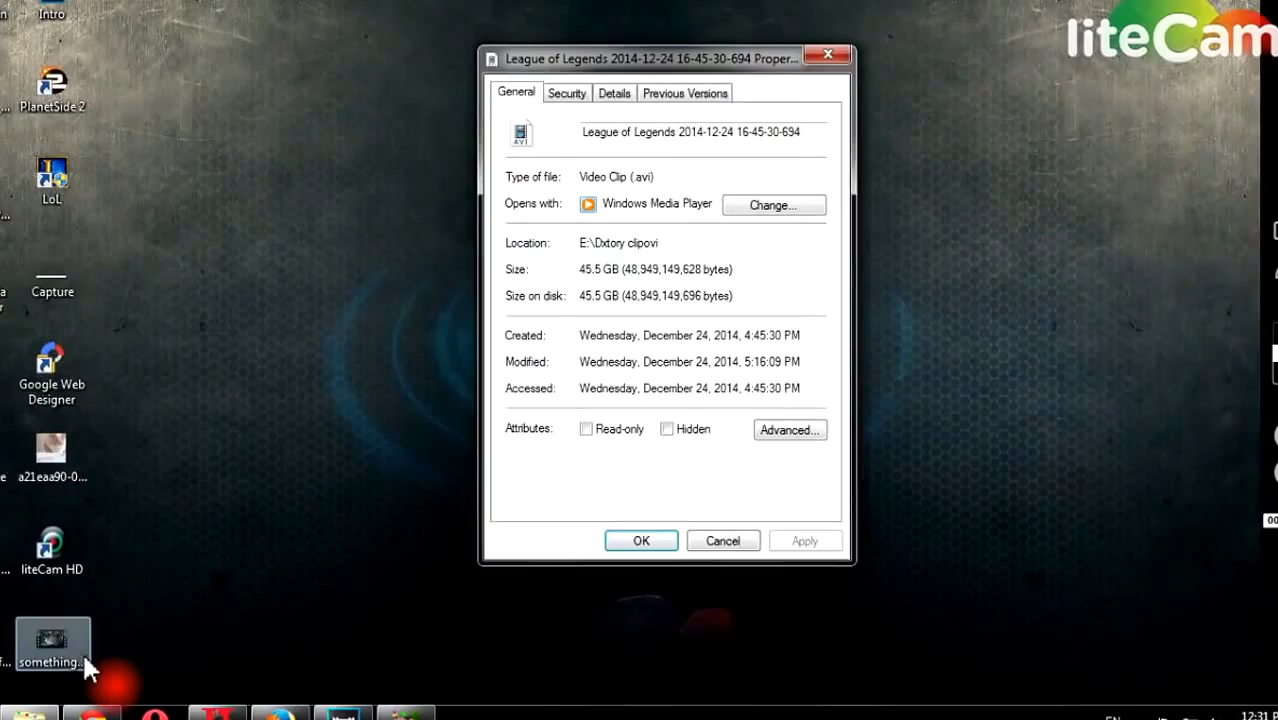 Intro
PlanetSide 2
LoL
Capture
Google Web
Designer
a21eaa90-0...
liteCam HD
something...
liteCam
League of Legends 2014-12-24 16-45-30-694 Proper...
General
Security
Details
Previous Versions
AVI
League of Legends 2014-12-24 16-45-30-694
Type of file: Video Clip (.avi)
Opens with: Windows Media Player
Change...
Location: E:\Dxtory clipovi
Size: 45.5 GB (48,949,149,628 bytes)
Size on disk: 45.5 GB (48,949,149,696 bytes)
Created: Wednesday, December 24, 2014, 4:45:30 PM
Modified: Wednesday, December 24, 2014, 5:16:09 PM
Accessed: Wednesday, December 24, 2014, 4:45:30 PM
Attributes: Read-only Hidden
Advanced...
OK
Cancel
Apply
00
EN
12:31 P